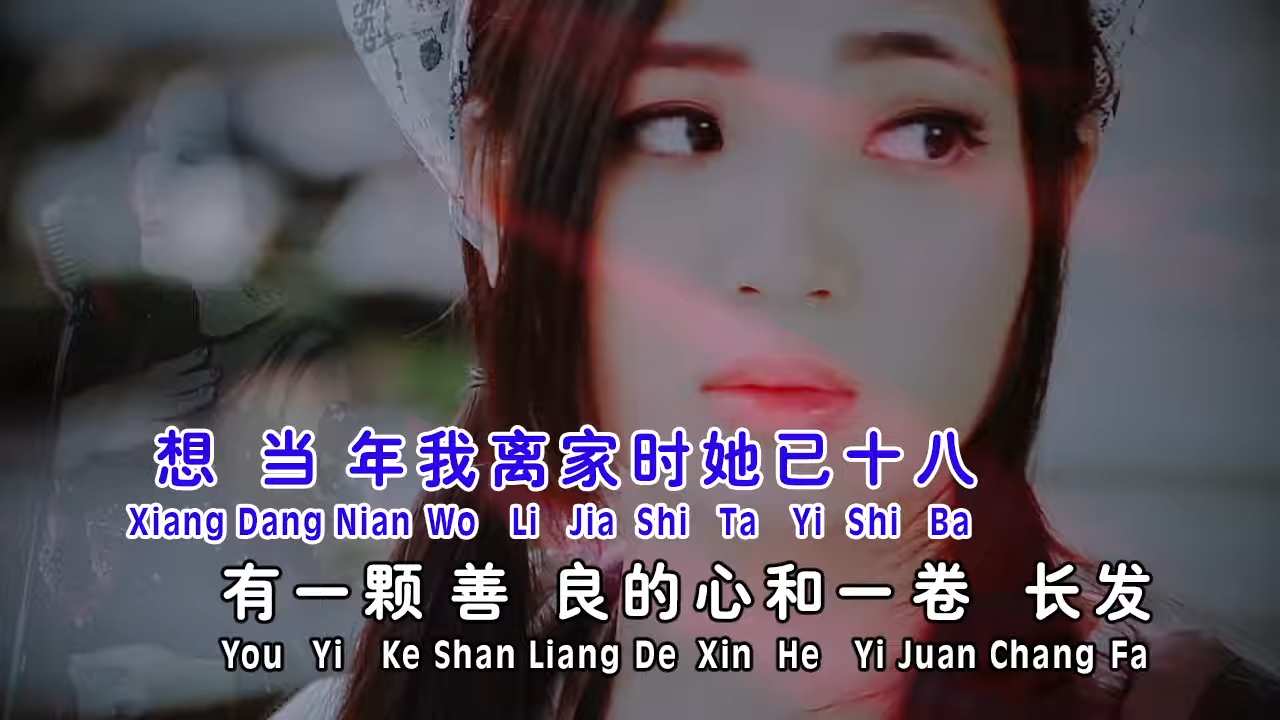 想 当 年我离家时她已十八
Xiang Dang Nian Wo Li Jia Shi Ta Yi Shi Ba
有一颗 善 良的心和一卷 长发
You Yi Ke Shan Liang De Xin He Yi Juan Chang Fa